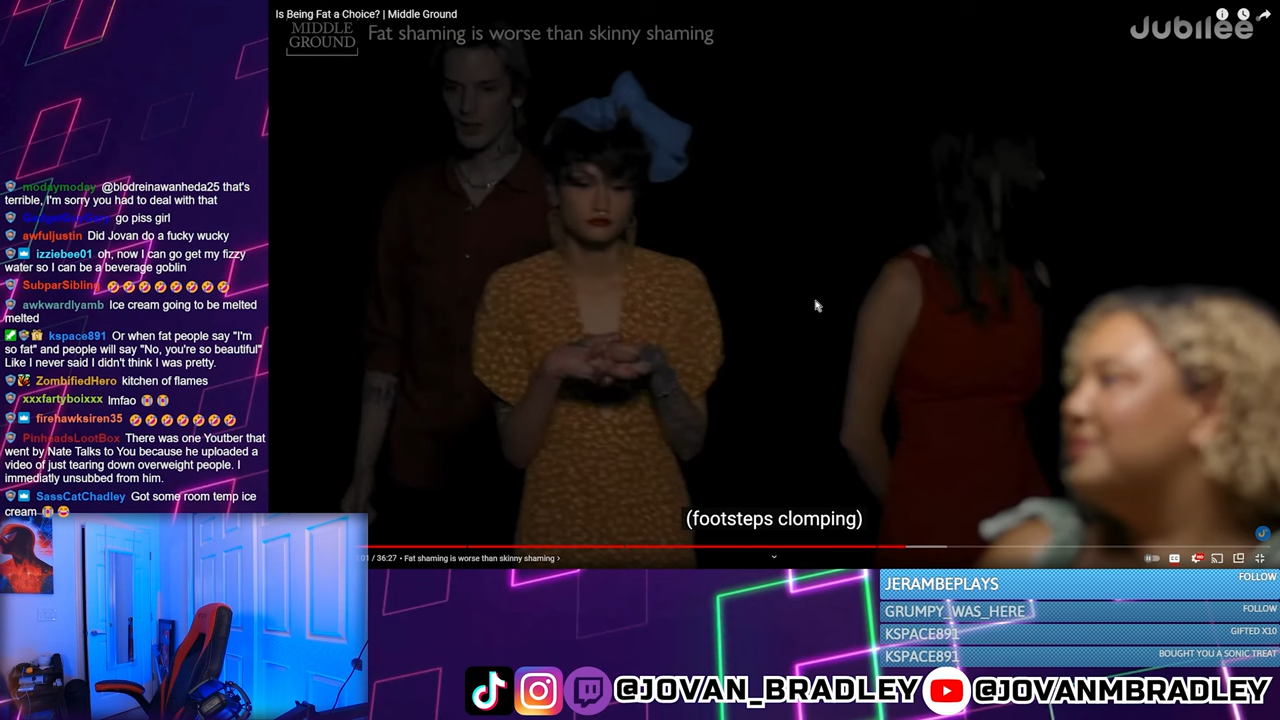 Is Being Fat a Choice? | Middle Ground
MIDDLE
GROUND
Fat shaming is worse than skinny shaming
Jubilee
modaymoday @blodreinawanheda25 that's
terrible, I'm sorry you had to deal with that
go piss girl
awfuljustin Did Jovan do a fucky wucky
izziebee01 oh, now I can go get my fizzy
water so I can be a beverage goblin
SubparSibling
awkwardlyamb Ice cream going to be melted
melted
kspace891 Or when fat people say "I'm
so fat" and people will say "No, you're so beautiful"
Like I never said I didn't think I was pretty.
ZombifiedHero kitchen of flames
xxxfartyboixxx lmfao
firehawksiren35
PinheadsLootBox There was one Youtber that
went by Nate Talks to You because he uploaded a
video of just tearing down overweight people. I
immediatly unsubbed from him.
SassCatChadley Got some room temp ice
cream
(footsteps clomping)
01 / 36:27 • Fat shaming is worse than skinny shaming >
CC
HD
JERAMBEPLAYS FOLLOW
GRUMPY_WAS_HERE FOLLOW
KSPACE891 GIFTED X10
KSPACE891 BOUGHT YOU A SONIC TREAT
@JOVAN_BRADLEY @JOVANMBRADLEY